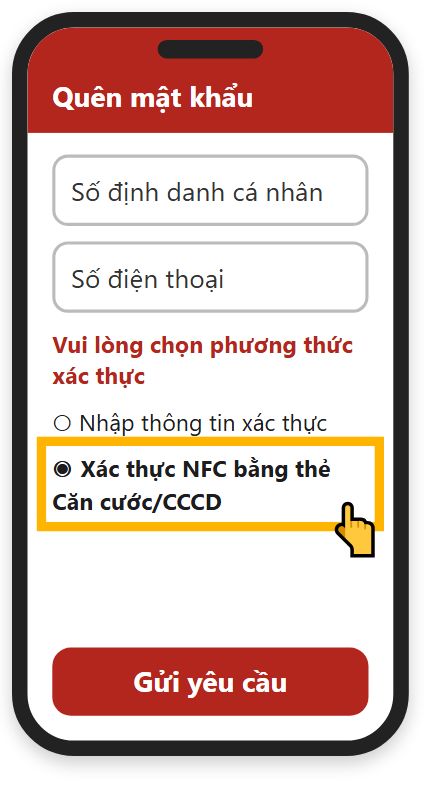 Quên mật khẩu
Số định danh cá nhân
Số điện thoại
Vui lòng chọn phương thức
xác thực
Nhập thông tin xác thực
Xác thực NFC bằng thẻ
Căn cước/CCCD
Gửi yêu cầu